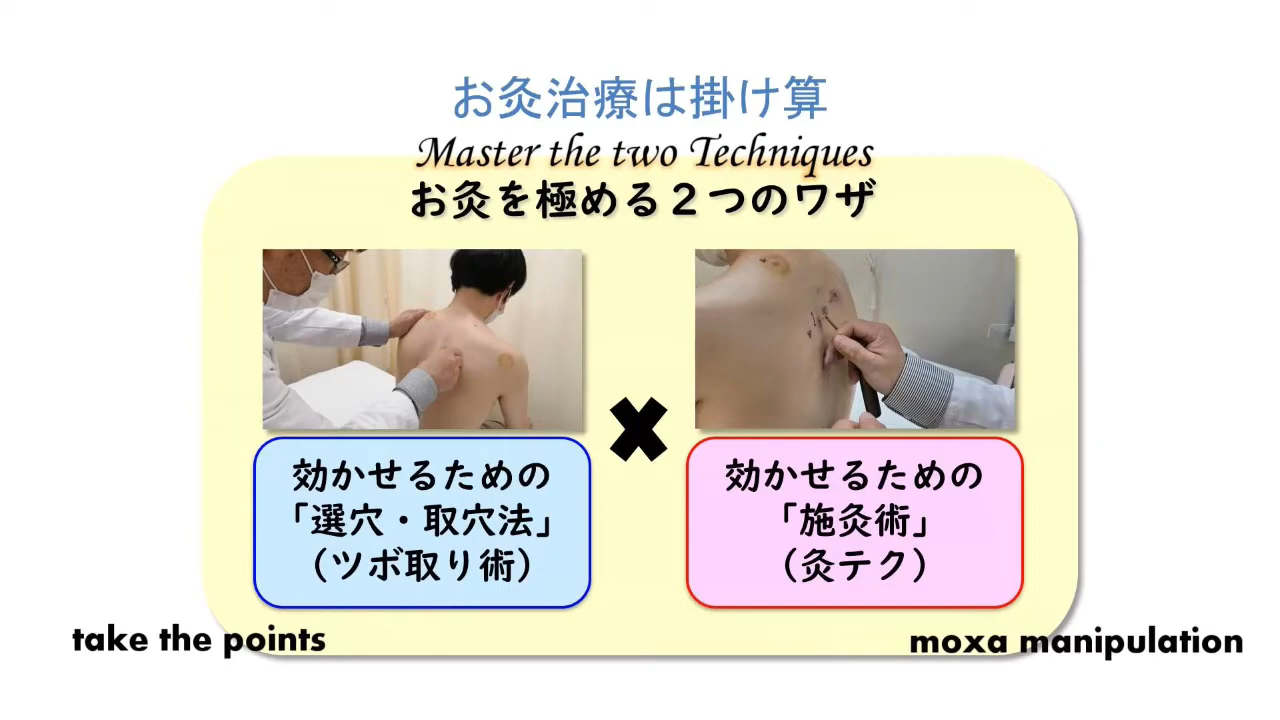 お灸治療は掛け算
Master the two Techniques
お灸を極める２つのワザ
効かせるための
「選穴・取穴法」
（ツボ取り術）
効かせるための
「施灸術」
（灸テク）
take the points
moxa manipulation